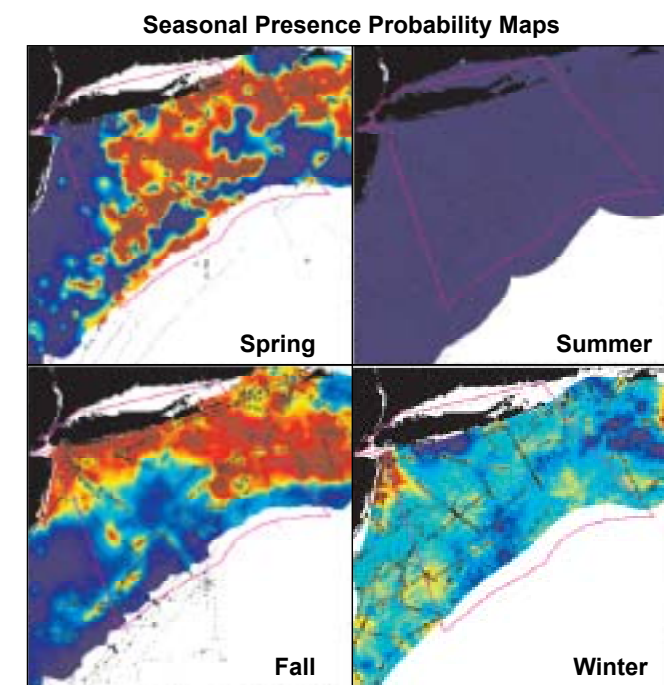 Seasonal Presence Probability Maps
Spring
Summer
Fall
Winter